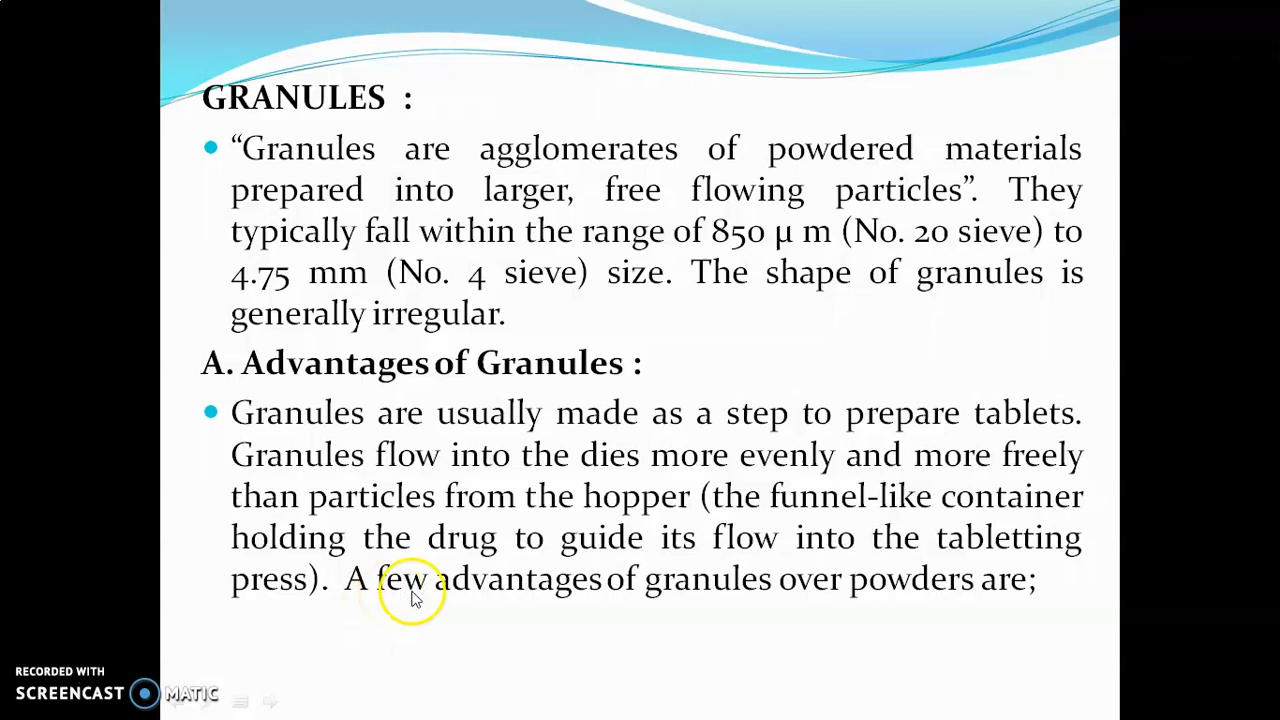 GRANULES :
“Granules are agglomerates of powdered materials
prepared into larger, free flowing particles”. They
typically fall within the range of 850 µ m (No. 20 sieve) to
4.75 mm (No. 4 sieve) size. The shape of granules is
generally irregular.
A. Advantages of Granules :
Granules are usually made as a step to prepare tablets.
Granules flow into the dies more evenly and more freely
than particles from the hopper (the funnel-like container
holding the drug to guide its flow into the tabletting
press). A few advantages of granules over powders are;
RECORDED WITH
SCREENCAST MATIC